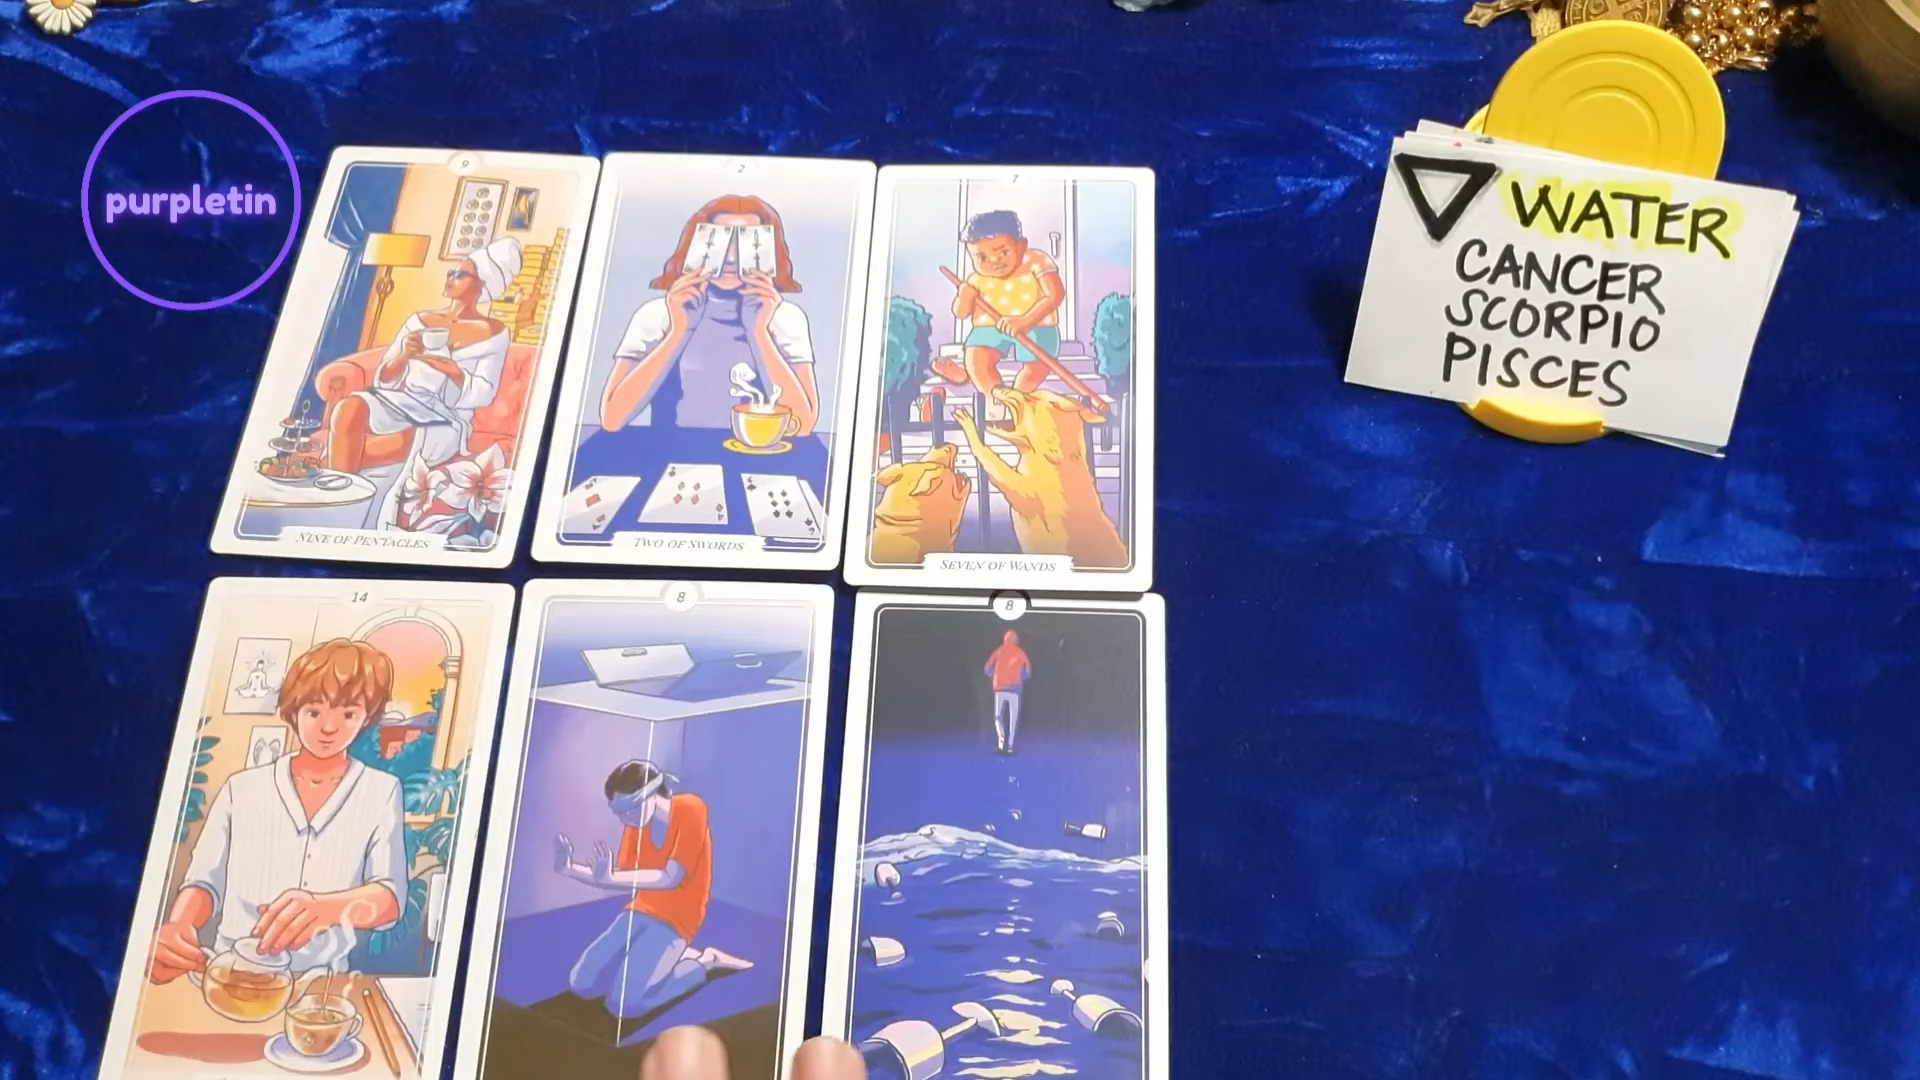 purpletin
9
2
7
WATER
CANCER
SCORPIO
PISCES
NINE OF PENTACLES
TWO OF SWORDS
SEVEN OF WANDS
14
8
8